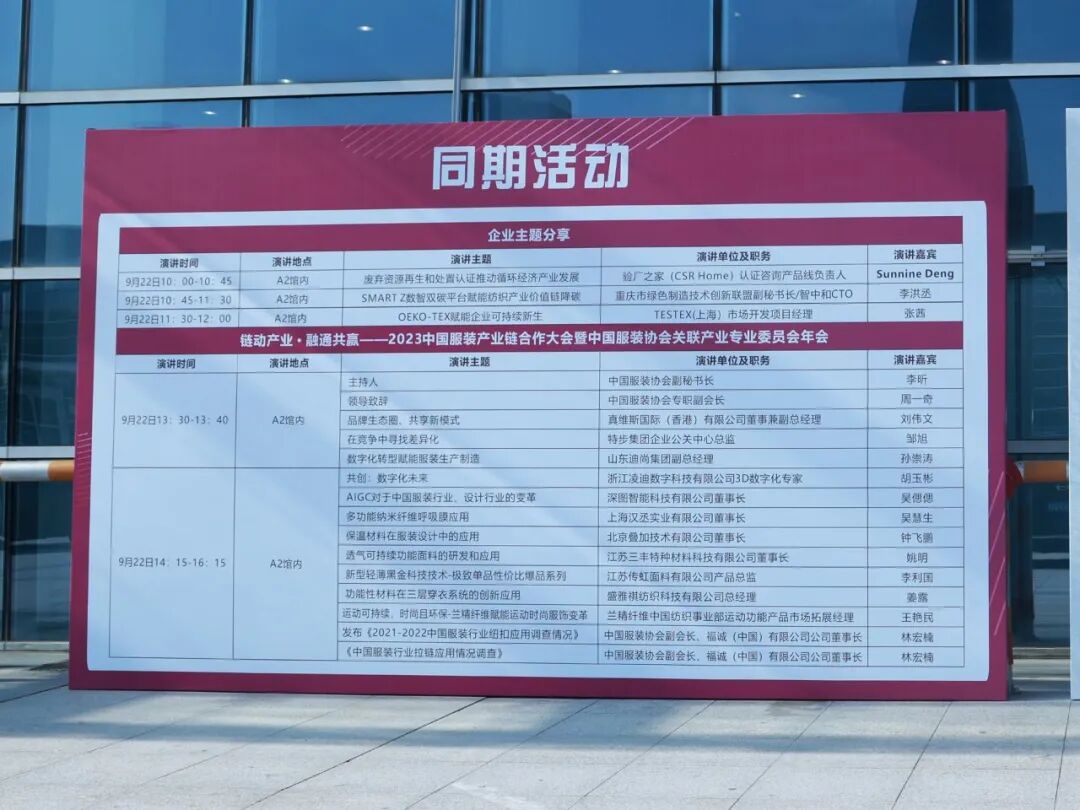 同期活动
企业主题分享
演讲时间 演讲地点 演讲主题 演讲单位及职务 演讲嘉宾
9月22日10：00-10：45 A2馆内 废弃资源再生和处置认证推动循环经济产业发展 验厂之家（CSR Home）认证咨询产品线负责人 Sunnine Deng
9月22日10：45-11：30 A2馆内 SMART Z数智双碳平台赋能纺织产业价值链降碳 重庆市绿色制造技术创新联盟副秘书长/智中和CTO 李洪丞
9月22日11：30-12：00 A2馆内 OEKO-TEX赋能企业可持续新生 TESTEX(上海）市场开发项目经理 张茜
链动产业·融通共赢——2023中国服装产业链合作大会暨中国服装协会关联产业专业委员会年会
演讲时间 演讲地点 演讲主题 演讲单位及职务 演讲嘉宾
9月22日13：30-13：40 A2馆内
主持人 中国服装协会副秘书长 李昕
领导致辞 中国服装协会专职副会长 周一奇
品牌生态圈、共享新模式 真维斯国际（香港）有限公司董事兼副总经理 刘伟文
在竞争中寻找差异化 特步集团企业公关中心总监 邹旭
数字化转型赋能服装生产制造 山东迪尚集团副总经理 孙崇涛
9月22日14：15-16：15 A2馆内
共创：数字化未来 浙江凌迪数字科技有限公司3D数字化专家 胡玉彬
AIGC对于中国服装行业、设计行业的变革 深图智能科技有限公司董事长 吴偲偲
多功能纳米纤维呼吸膜应用 上海汉丞实业有限公司董事长 吴慧生
保温材料在服装设计中的应用 北京叠加技术有限公司董事长 钟飞鹏
透气可持续功能面料的研发和应用 江苏三丰特种材料科技有限公司董事长 姚明
新型轻薄黑金科技技术-极致单品性价比爆品系列 江苏传虹面料有限公司产品总监 李利国
功能性材料在三层穿衣系统的创新应用 盛雅祺纺织科技有限公司总经理 姜露
运动可持续、时尚且环保-兰精纤维赋能运动时尚服饰变革 兰精纤维中国纺织事业部运动功能产品市场拓展经理 王艳民
发布《2021-2022中国服装行业纽扣应用调查情况》 中国服装协会副会长、福诚（中国）有限公司公司董事长 林宏楠
《中国服装行业拉链应用情况调查》 中国服装协会副会长、福诚（中国）有限公司公司董事长 林宏楠